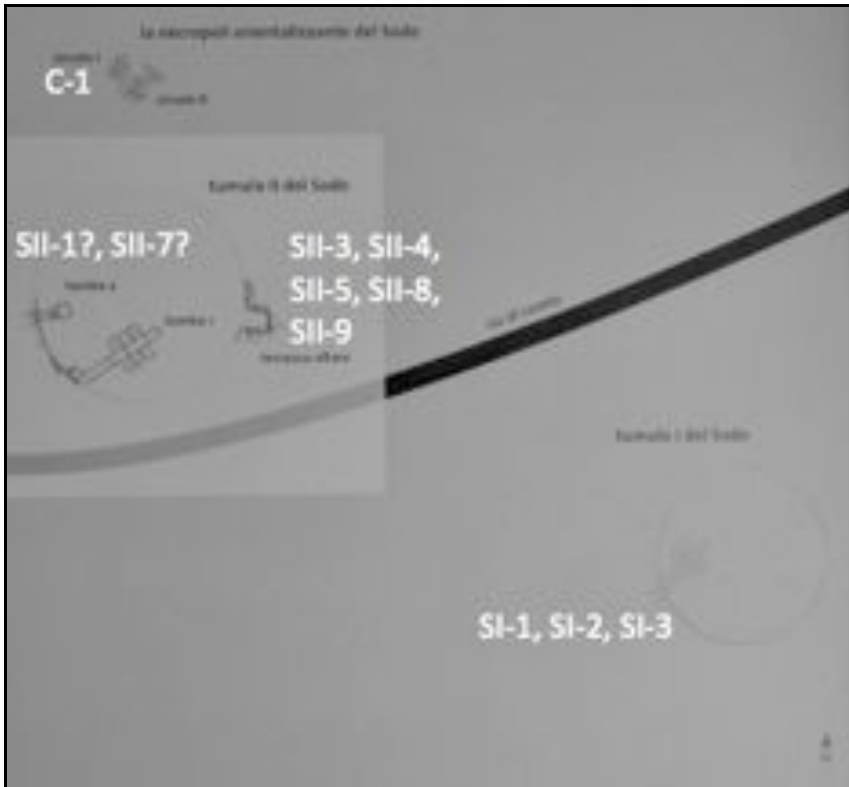 la necropoli orientalizzante del Sodo
circolo I
C-1
circolo II
tumulo II del Sodo
SII-1?, SII-7?
SII-3, SII-4,
SII-5, SII-8,
SII-9
tomba 2
tomba 1
terrazza-altare
rio di Loreto
tumulo I del Sodo
SI-1, SI-2, SI-3